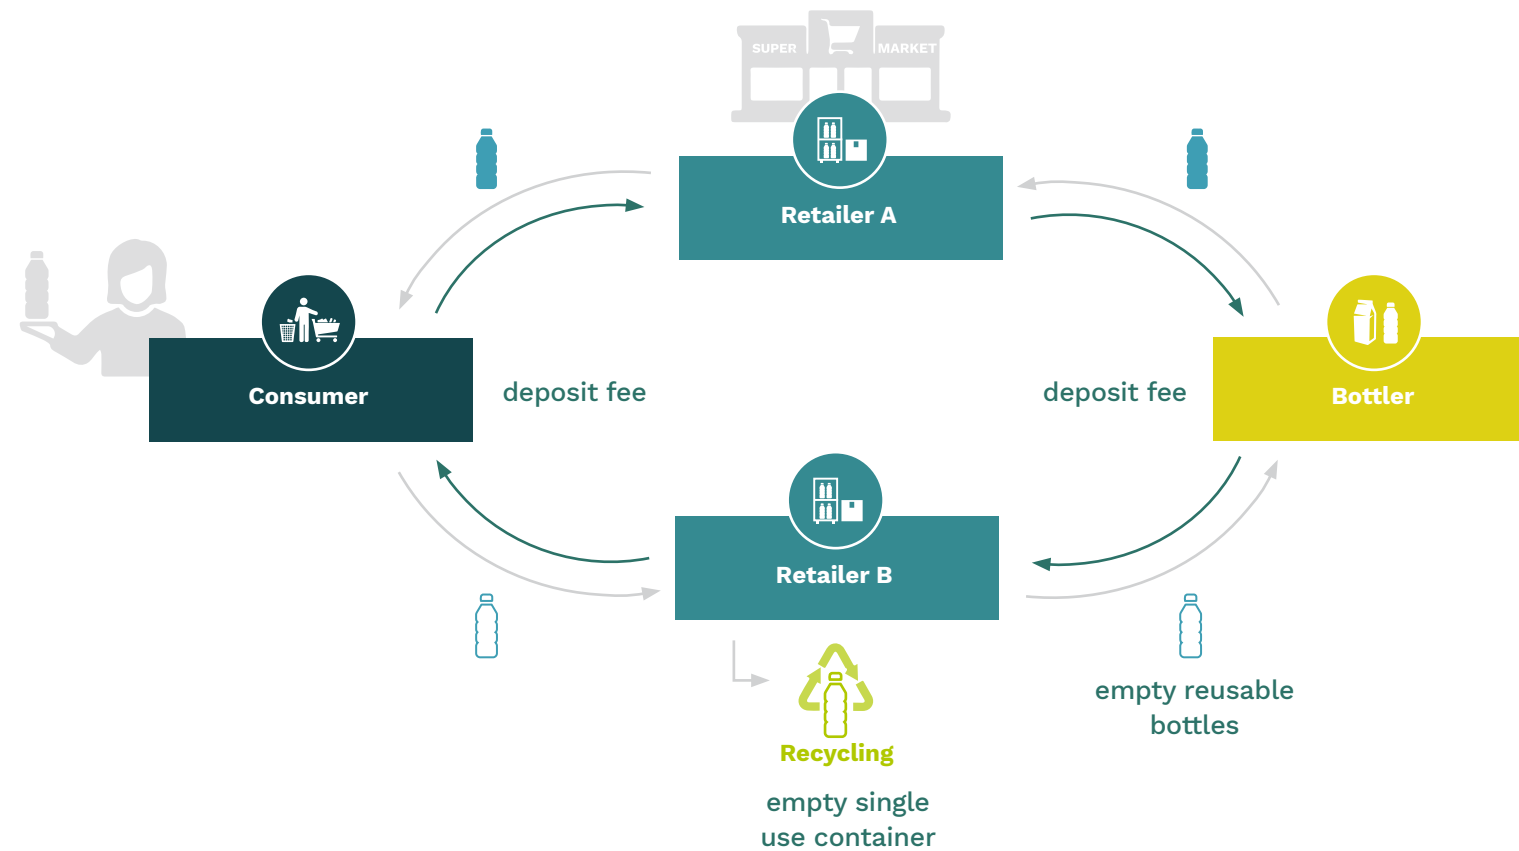 SUPER MARKET
Retailer A
Consumer
deposit fee
deposit fee
Bottler
Retailer B
Recycling
empty single
use container
empty reusable
bottles